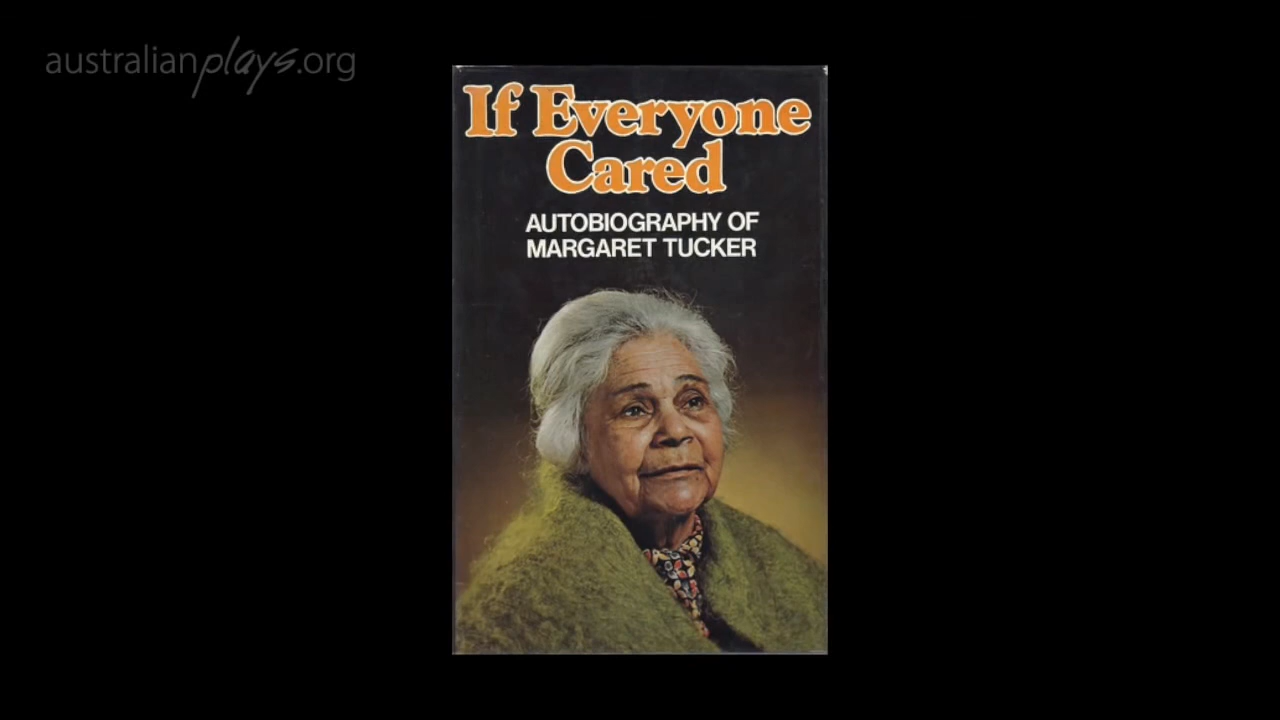 australianplays.org
If Everyone
Cared
AUTOBIOGRAPHY OF
MARGARET TUCKER